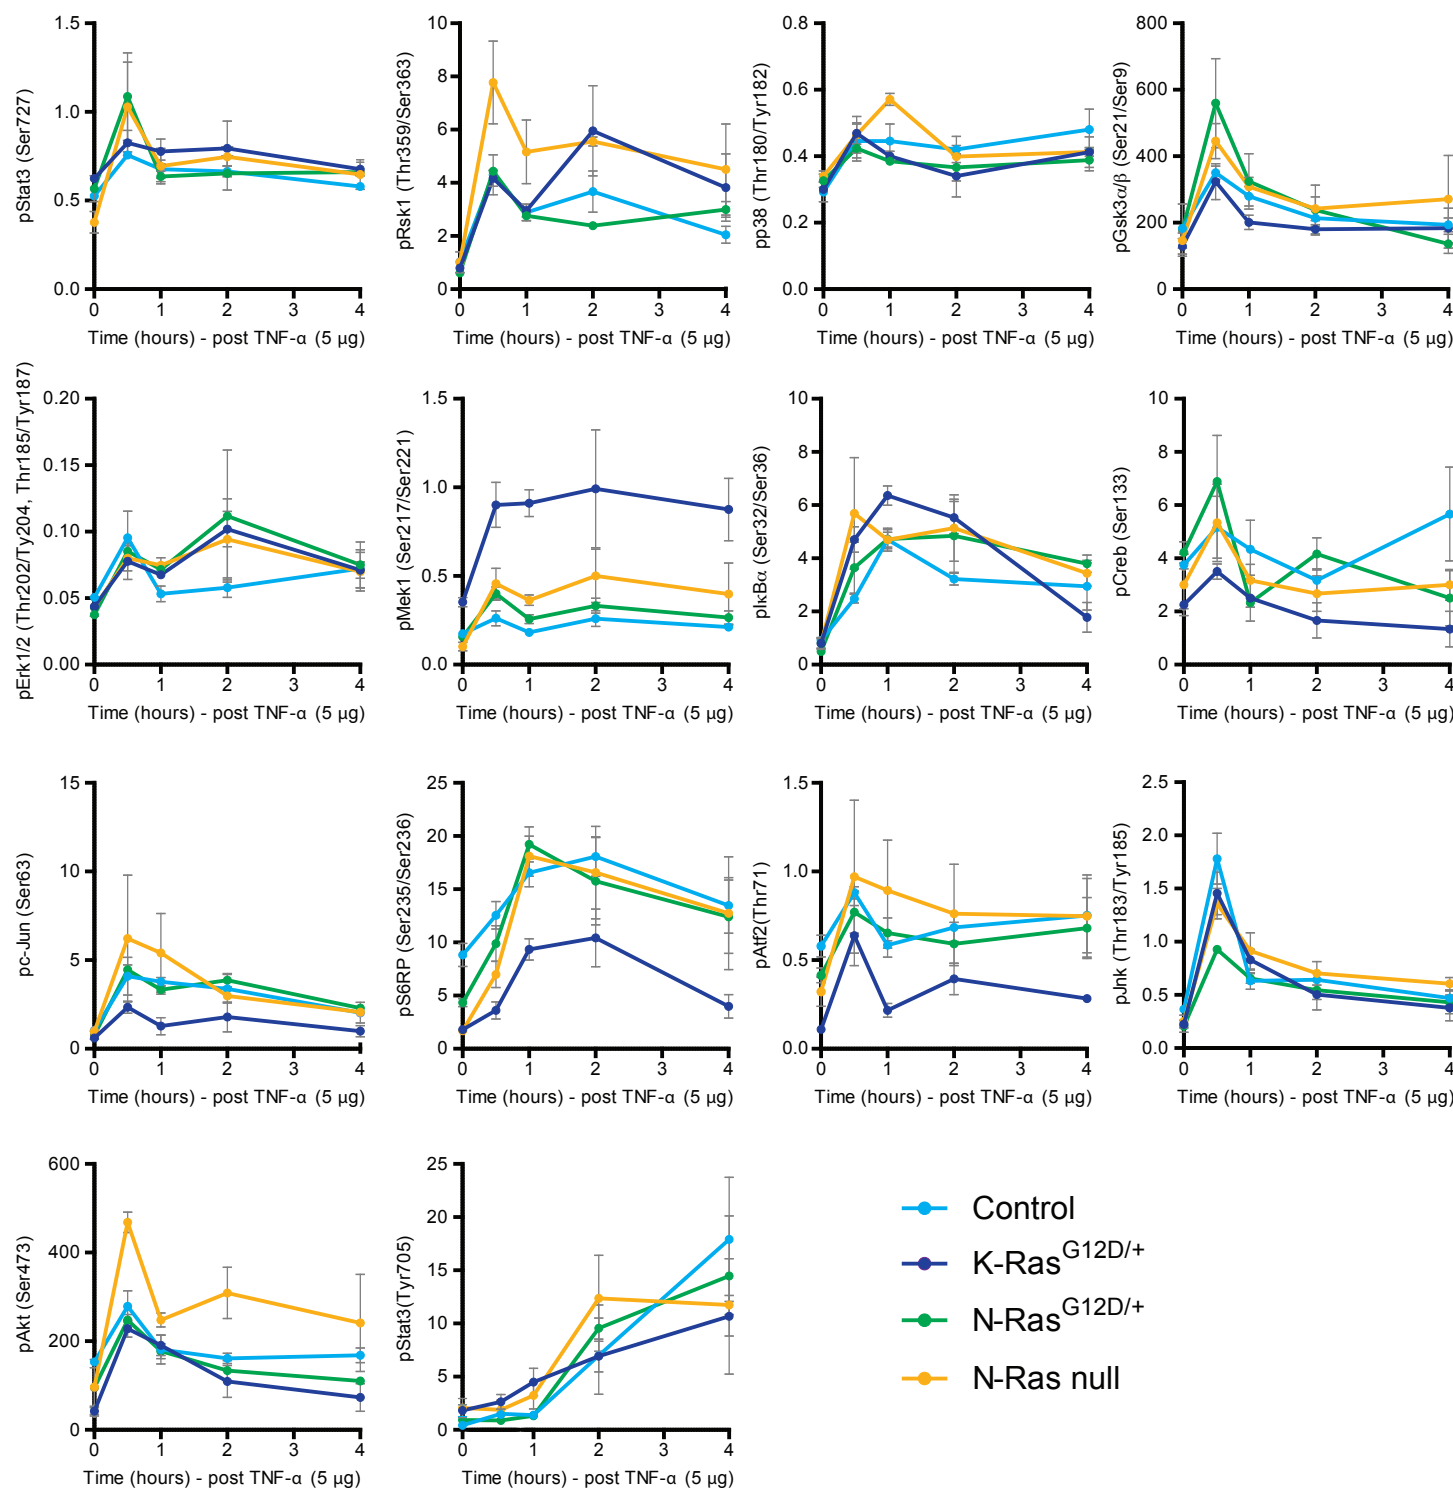 pStat3 (Ser727)
1.5
1.0
0.5
0.0
0 1 2 3 4
Time (hours) - post TNF-α (5 µg)
pRsk1 (Thr359/Ser363)
10
8
6
4
2
0
0 1 2 3 4
Time (hours) - post TNF-α (5 µg)
pp38 (Thr180/Tyr182)
0.8
0.6
0.4
0.2
0.0
0 1 2 3 4
Time (hours) - post TNF-α (5 µg)
pGsk3α/β (Ser21/Ser9)
800
600
400
200
0
0 1 2 3 4
Time (hours) - post TNF-α (5 µg)
pErk1/2 (Thr202/Ty204, Thr185/Tyr187)
0.20
0.15
0.10
0.05
0.00
0 1 2 3 4
Time (hours) - post TNF-α (5 µg)
pMek1 (Ser217/Ser221)
1.5
1.0
0.5
0.0
0 1 2 3 4
Time (hours) - post TNF-α (5 µg)
pIkBα (Ser32/Ser36)
10
8
6
4
2
0
0 1 2 3 4
Time (hours) - post TNF-α (5 µg)
pCreb (Ser133)
10
8
6
4
2
0
0 1 2 3 4
Time (hours) - post TNF-α (5 µg)
pc-Jun (Ser63)
15
10
5
0
0 1 2 3 4
Time (hours) - post TNF-α (5 µg)
pS6RP (Ser235/Ser236)
25
20
15
10
5
0
0 1 2 3 4
Time (hours) - post TNF-α (5 µg)
pAtf2(Thr71)
1.5
1.0
0.5
0.0
0 1 2 3 4
Time (hours) - post TNF-α (5 µg)
pJnk (Thr183/Tyr185)
2.5
2.0
1.5
1.0
0.5
0.0
0 1 2 3 4
Time (hours) - post TNF-α (5 µg)
pAkt (Ser473)
600
400
200
0
0 1 2 3 4
Time (hours) - post TNF-α (5 µg)
pStat3(Tyr705)
25
20
15
10
5
0
0 1 2 3 4
Time (hours) - post TNF-α (5 µg)
Control
K-Ras G12D/+
N-Ras G12D/+
N-Ras null